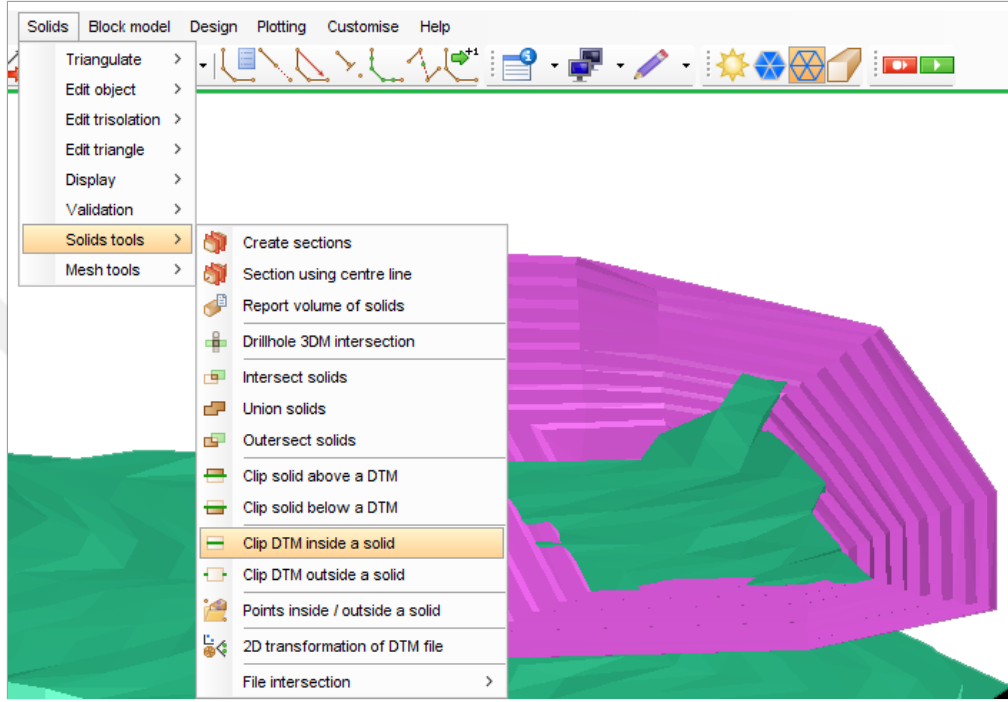 Solids Block model Design Plotting Customise Help
Triangulate
Edit object
Edit trisolation
Edit triangle
Display
Validation
Solids tools
Mesh tools
+1
Create sections
Section using centre line
Report volume of solids
Drillhole 3DM intersection
Intersect solids
Union solids
Outersect solids
Clip solid above a DTM
Clip solid below a DTM
Clip DTM inside a solid
Clip DTM outside a solid
Points inside / outside a solid
2D transformation of DTM file
File intersection